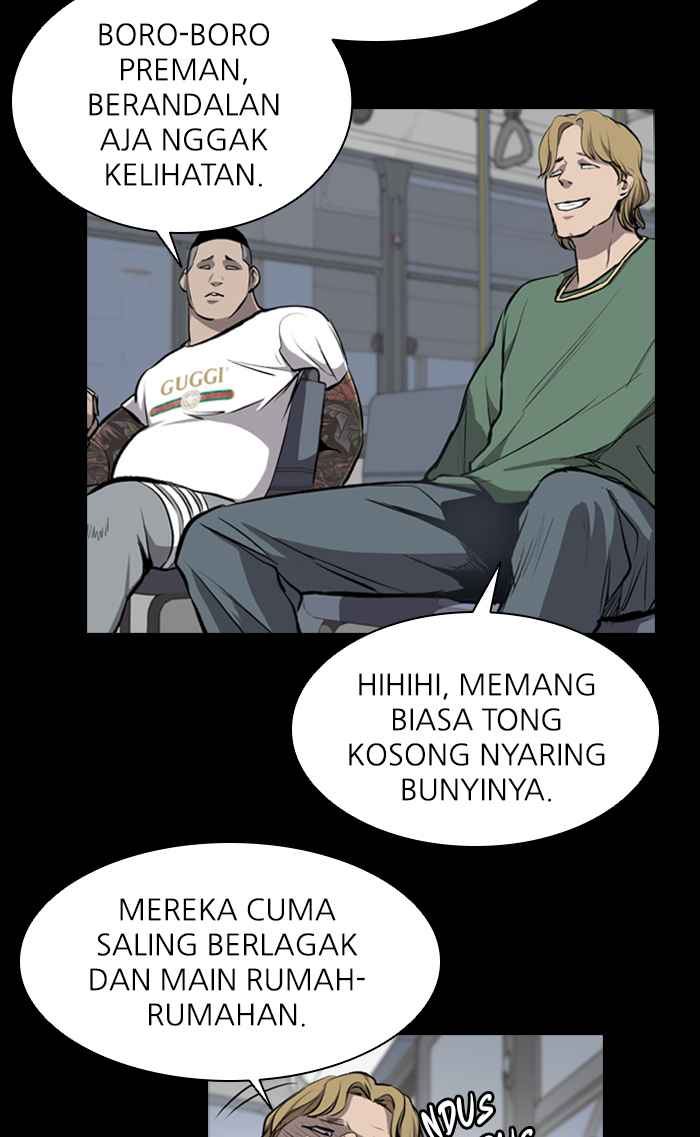 BORO-BORO
PREMAN,
BERANDALAN
AJA NGGAK
KELIHATAN.
GUGGI
HIHIHI, MEMANG
BIASA TONG
KOSONG NYARING
BUNYINYA.
MEREKA CUMA
SALING BERLAGAK
DAN MAIN RUMAH-
RUMAHAN.
NDUS